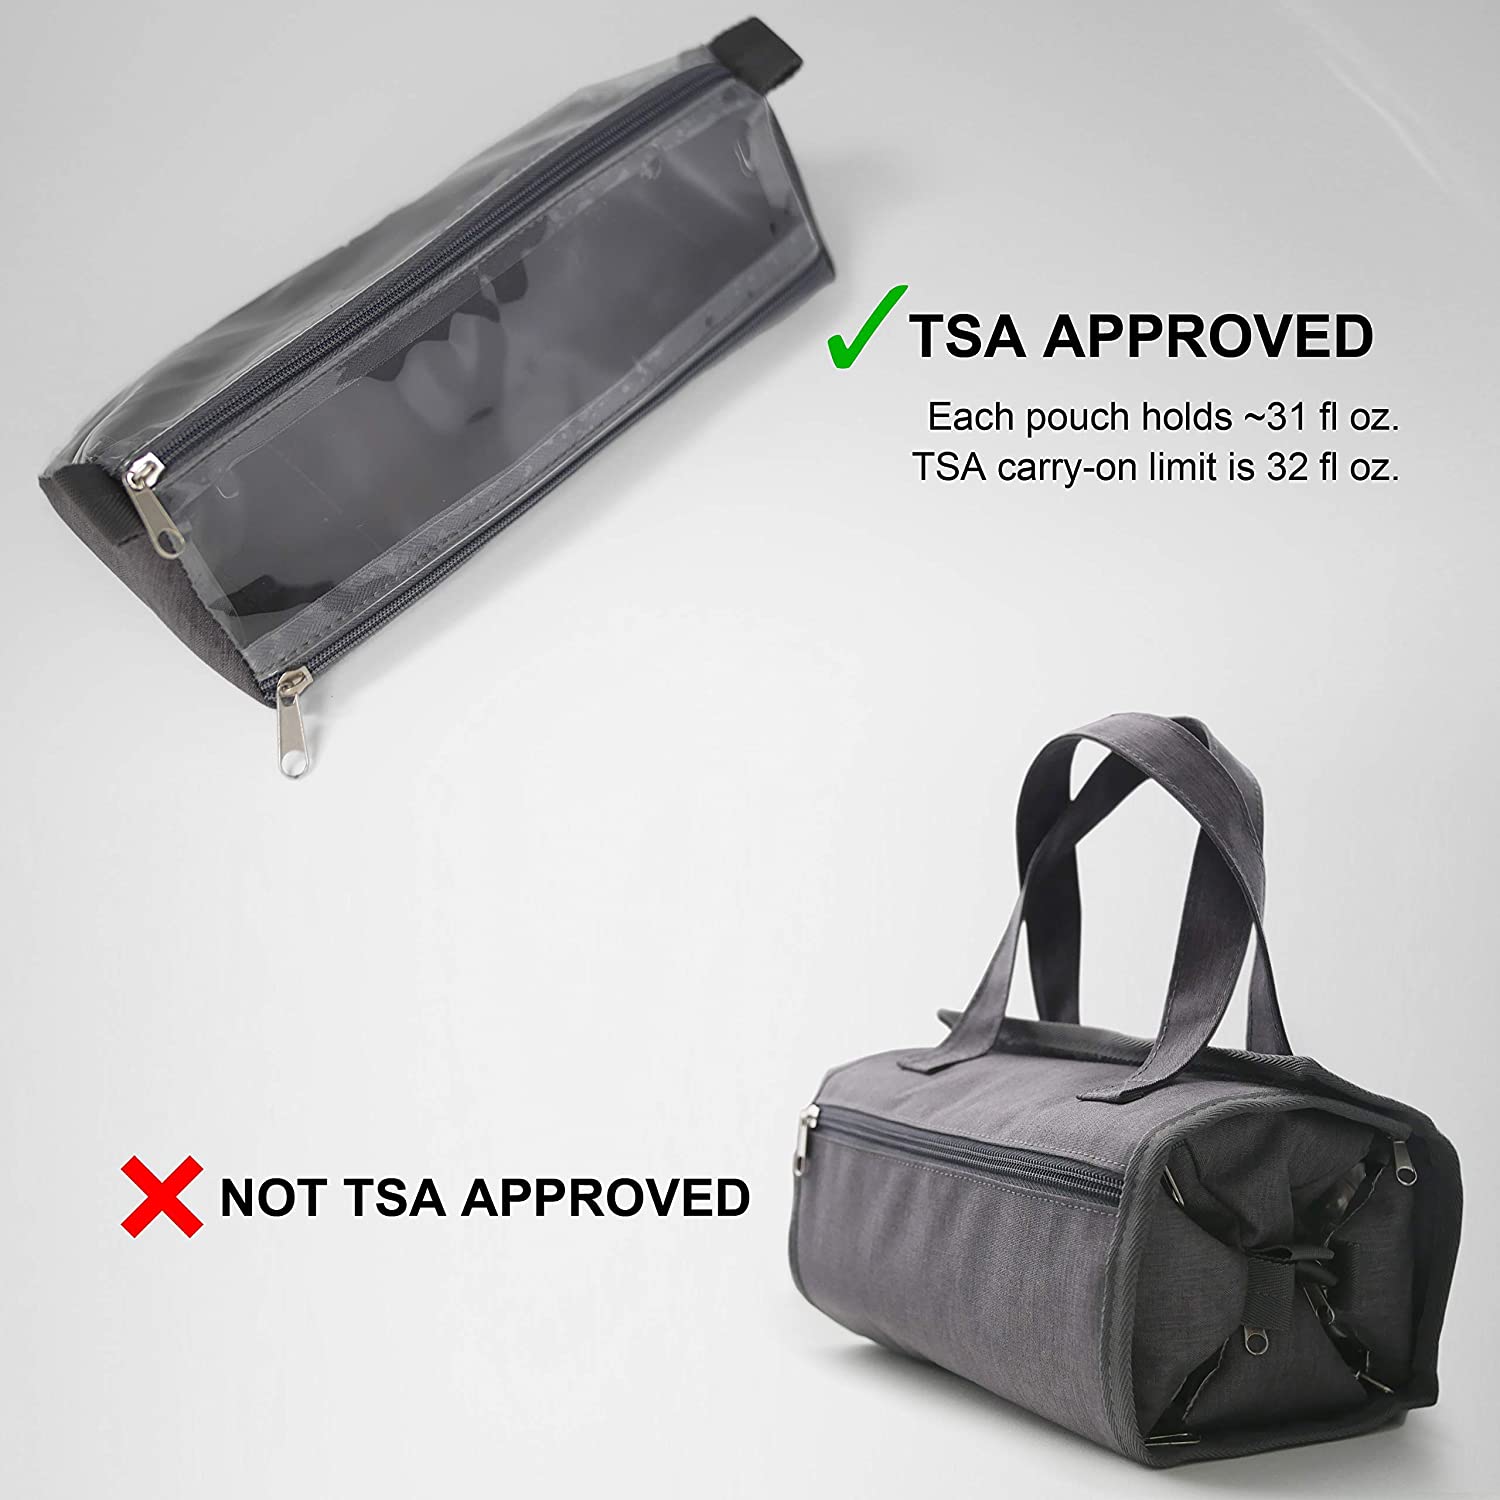 TSA APPROVED
Each pouch holds ~31 fl oz.
TSA carry-on limit is 32 fl oz.
NOT TSA APPROVED